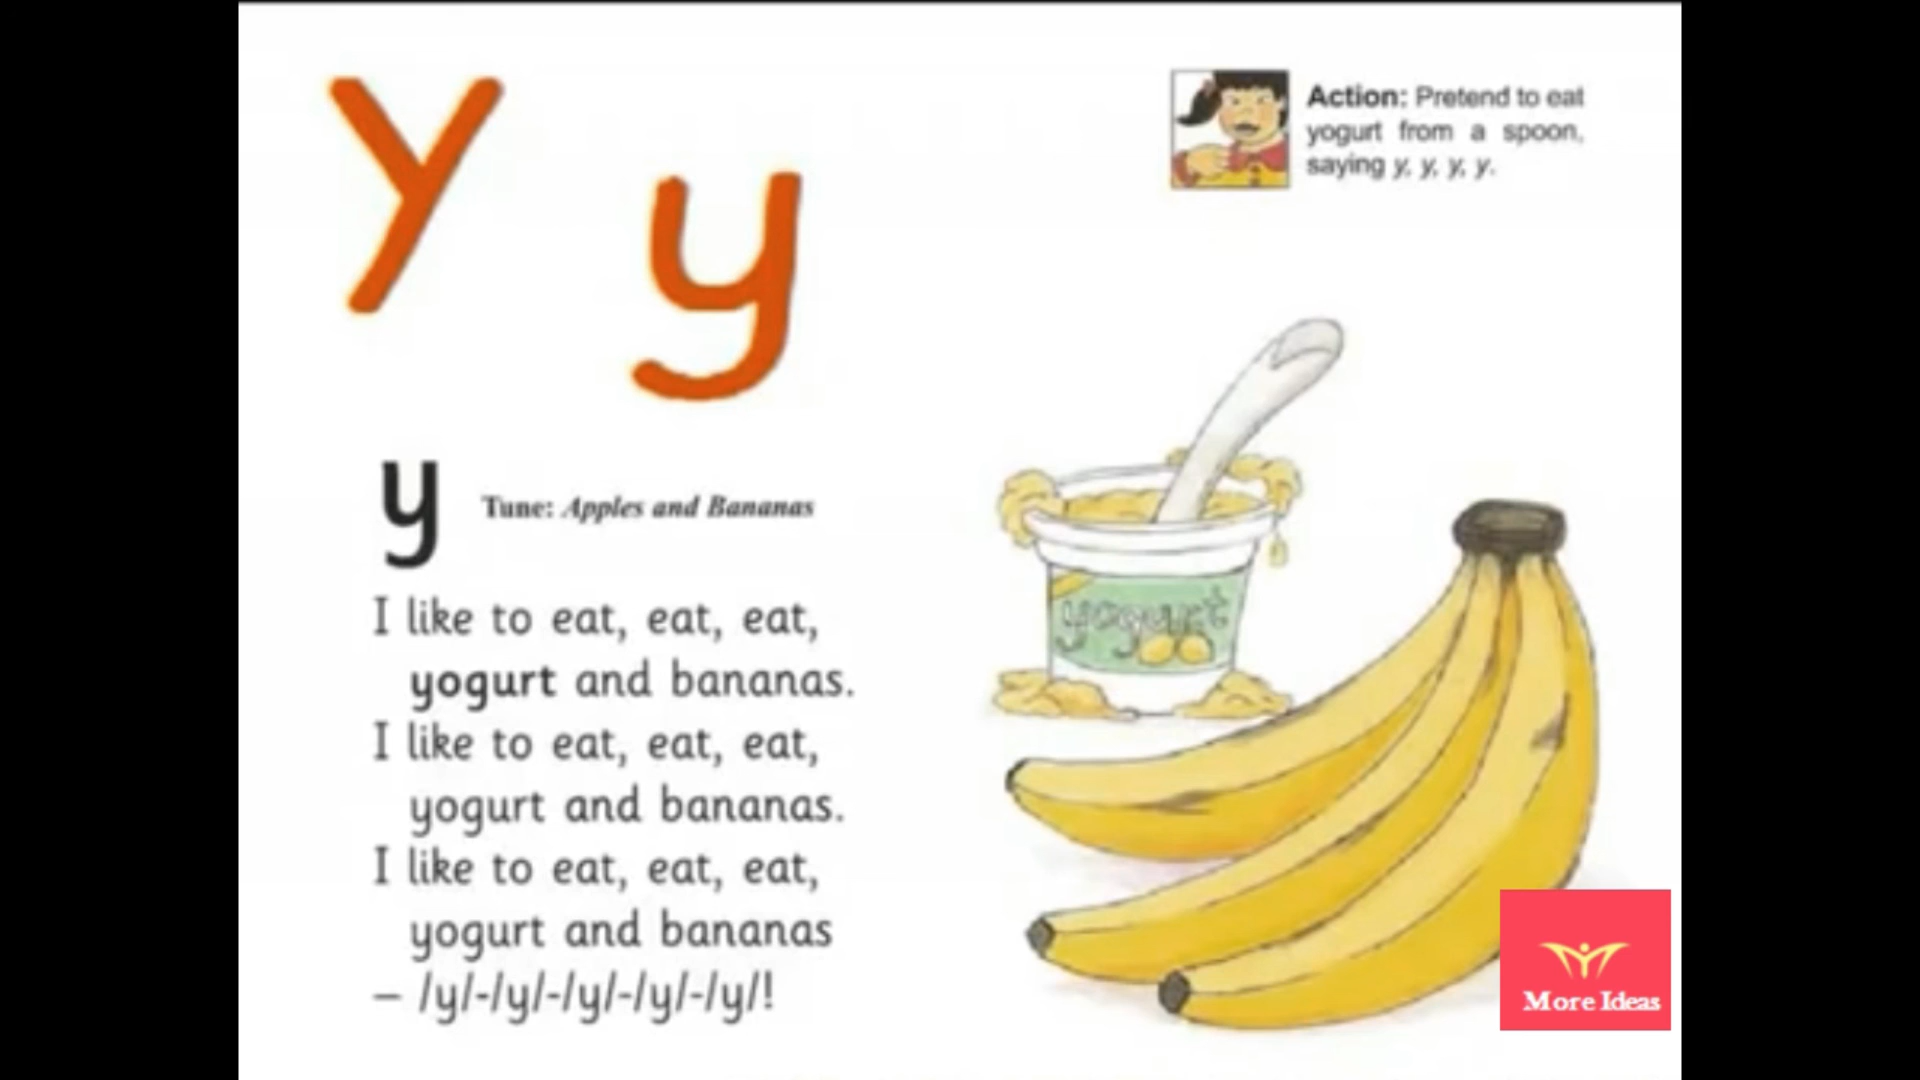 Y y
Action: Pretend to eat
yogurt from a spoon,
saying y, y, y, y.
y Tune: Apples and Bananas
I like to eat, eat, eat,
yogurt and bananas.
I like to eat, eat, eat,
yogurt and bananas.
I like to eat, eat, eat,
yogurt and bananas
– /y/-/y/-/y/-/y/-/y/!
yogurt
More Ideas